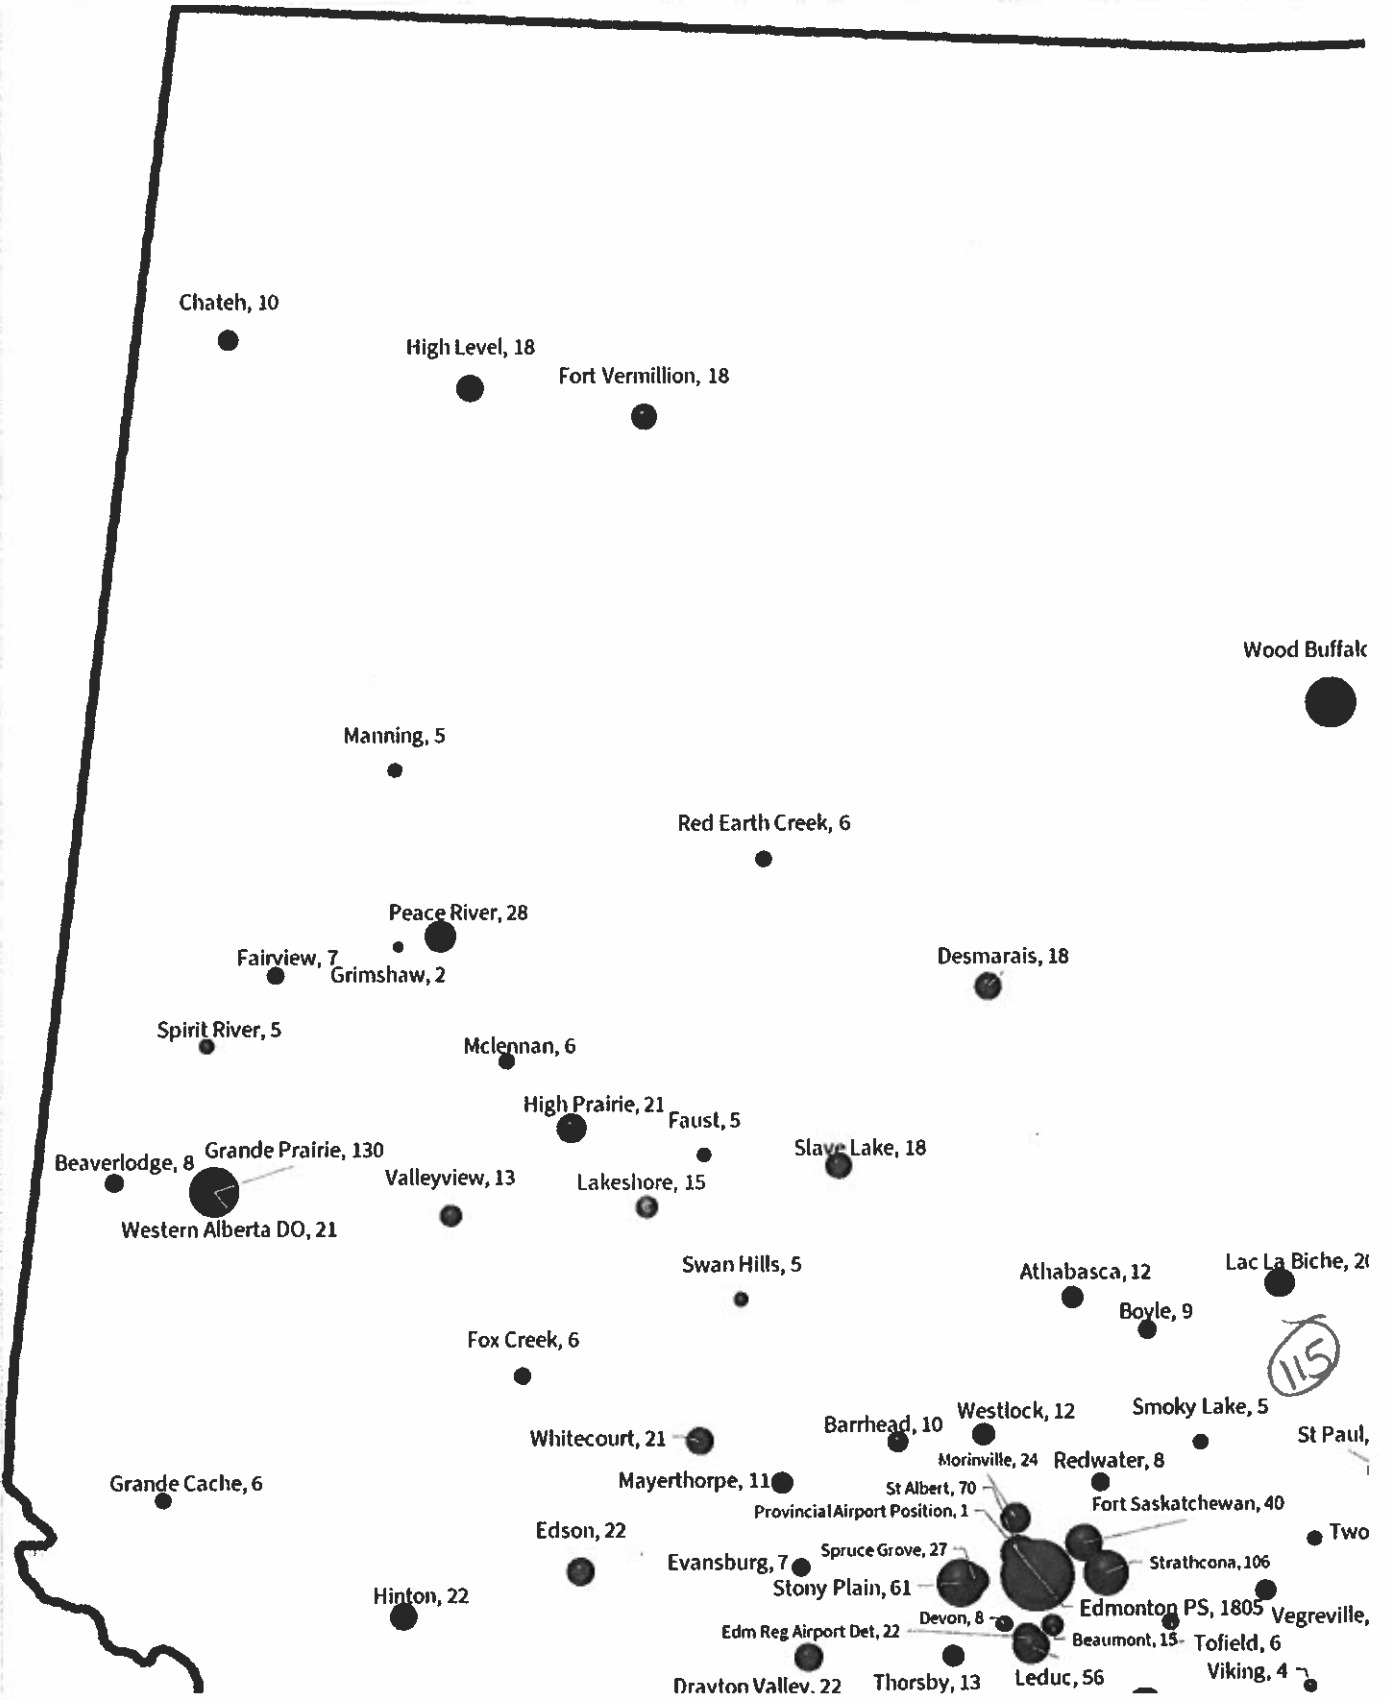 Chateh, 10
High Level, 18
Fort Vermillion, 18
Wood Buffalc
Manning, 5
Red Earth Creek, 6
Peace River, 28
Fairview, 7
Grimshaw, 2
Desmarais, 18
Spirit River, 5
Mclennan, 6
High Prairie, 21
Faust, 5
Slave Lake, 18
Beaverlodge, 8
Grande Prairie, 130
Valleyview, 13
Lakeshore, 15
Western Alberta DO, 21
Swan Hills, 5
Athabasca, 12
Lac La Biche, 2
Boyle, 9
Fox Creek, 6
115
Smoky Lake, 5
Westlock, 12
Barrhead, 10
Whitecourt, 21
St Paul,
Morinville, 24
Redwater, 8
Mayerthorpe, 11
Grande Cache, 6
St Albert, 70
Fort Saskatchewan, 40
Provincial Airport Position, 1
Edson, 22
Two
Spruce Grove, 27
Evansburg, 7
Strathcona, 106
Stony Plain, 61
Hinton, 22
Edmonton PS, 1805
Vegreville,
Devon, 8
Edm Reg Airport Det, 22
Beaumont, 15
Tofield, 6
Viking, 4
Leduc, 56
Thorsby, 13
Drayton Valley, 22